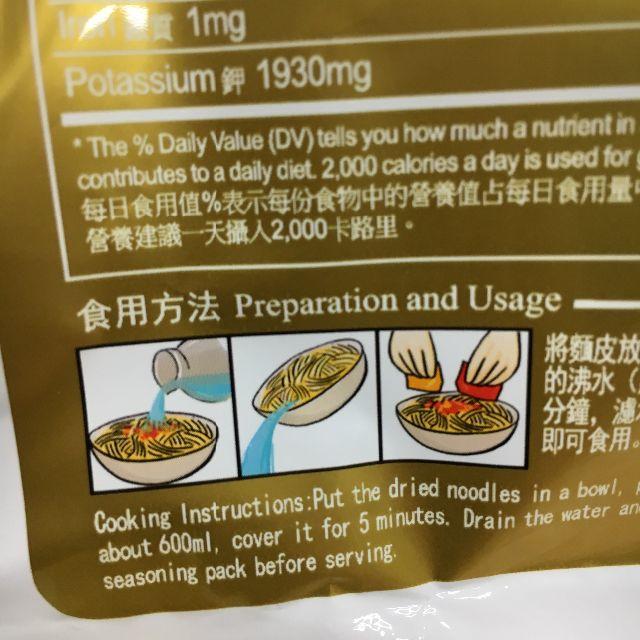 Iron 鐵質 1mg
Potassium 鉀 1930mg
* The % Daily Value (DV) tells you how much a nutrient in
contributes to a daily diet. 2,000 calories a day is used for
每日食用值%表示每份食物中的營養值占每日食用量
營養建議一天攝入2,000卡路里。
食用方法 Preparation and Usage
將麵皮放
的沸水（
分鐘，濾
即可食用。
Cooking Instructions:Put the dried noodles in a bowl,
about 600ml, cover it for 5 minutes. Drain the water and
seasoning pack before serving.